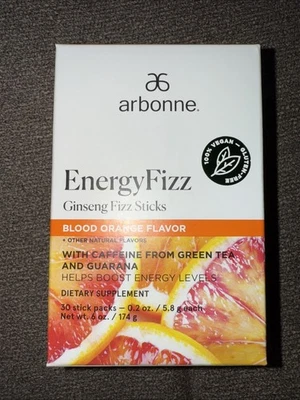 arbonne.
100% VEGAN – GLUTEN-FREE
EnergyFizz
Ginseng Fizz Sticks
BLOOD ORANGE FLAVOR
+ OTHER NATURAL FLAVORS
WITH CAFFEINE FROM GREEN TEA
AND GUARANA
HELPS BOOST ENERGY LEVELS
DIETARY SUPPLEMENT
30 stick packs – 0.2 oz. / 5.8 g each
Net wt. 6 oz. / 174 g